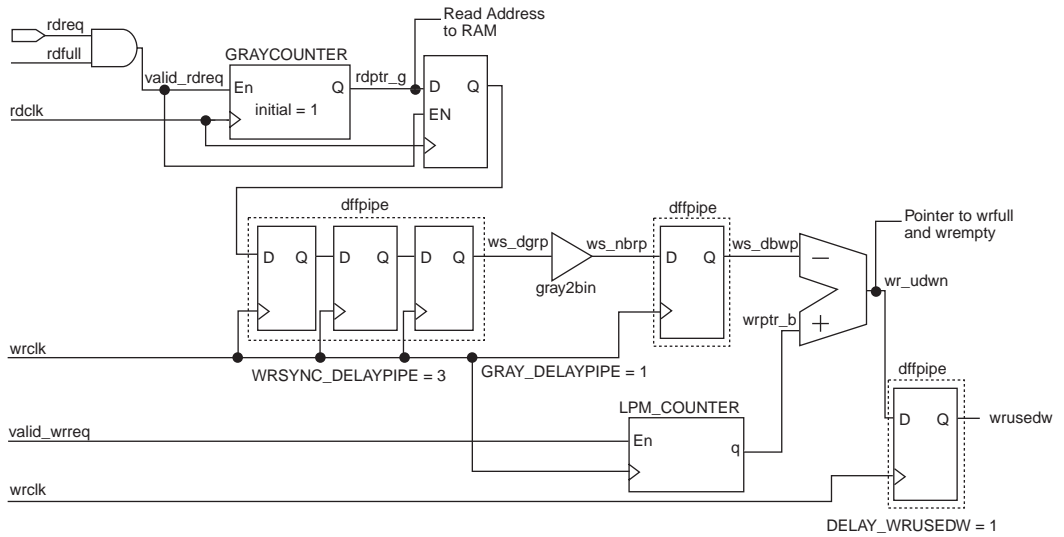 Read Address
to RAM
rdreq
rdfull
GRAYCOUNTER
valid_rdreq
En
Q
initial = 1
rdptr_g
D
Q
EN
rdclk
dffpipe
D
Q
D
Q
D
Q
ws_dgrp
gray2bin
ws_nbrp
dffpipe
D
Q
ws_dbwp
−
+
wrptr_b
Pointer to wrfull
and wrempty
wr_udwn
wrclk
WRSYNC_DELAYPIPE = 3
GRAY_DELAYPIPE = 1
dffpipe
D
Q
wrusedw
LPM_COUNTER
valid_wrreq
En
q
wrclk
DELAY_WRUSEDW = 1